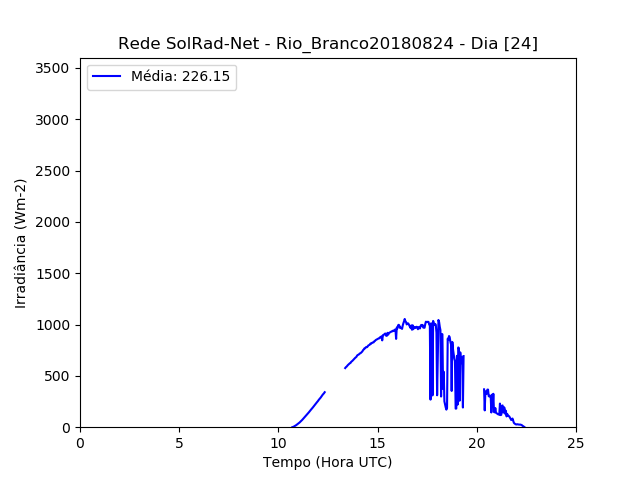 Rede SolRad-Net - Rio_Branco20180824 - Dia [24]
Média: 226.15
3500
3000
2500
2000
1500
1000
500
0
Irradiância (Wm-2)
0 5 10 15 20 25
Tempo (Hora UTC)